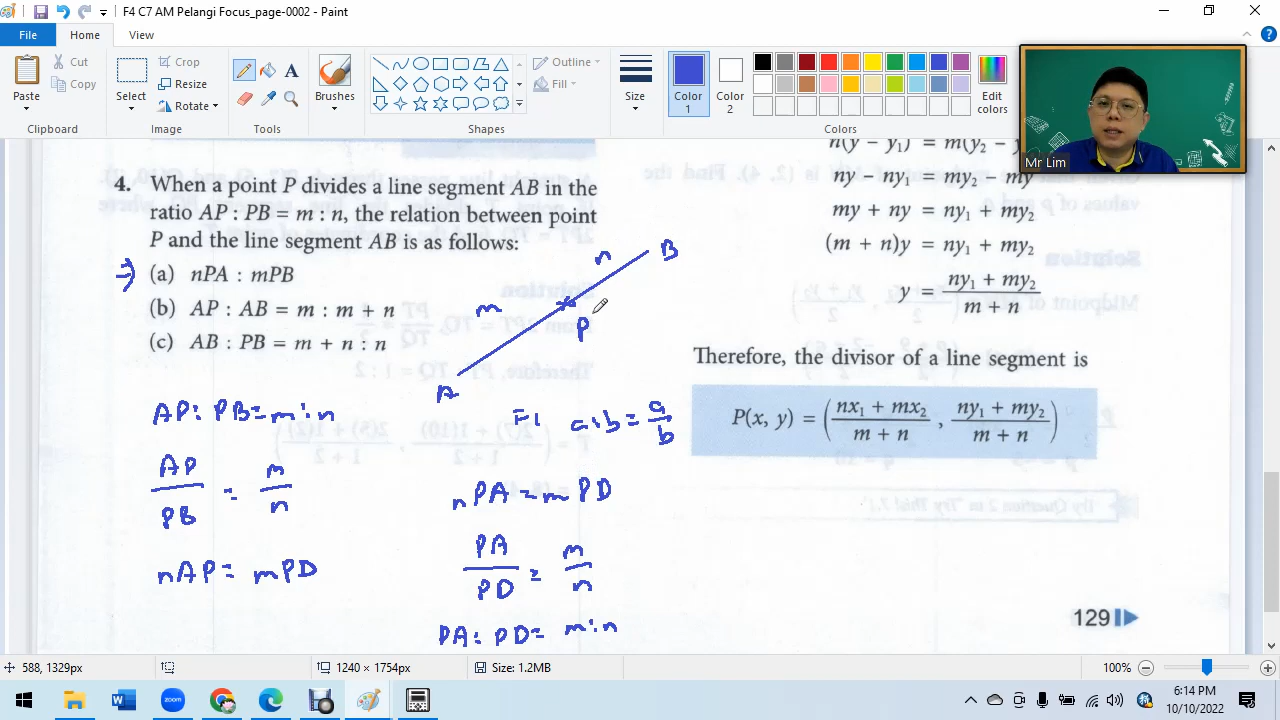 F4 C7 AM Pelangi Focus_page-0002 - Paint
File Home View
Paste
Cut
Copy
Clipboard
Select
Crop
Resize
Rotate
Image
Tools
Brushes
Outline
Fill
Shapes
Size
Color 1
Color 2
Edit colors
Colors
Mr Lim
4. When a point P divides a line segment AB in the
ratio AP : PB = m : n, the relation between point
P and the line segment AB is as follows:
⇒ (a) nPA : mPB
(b) AP : AB = m : m + n
(c) AB : PB = m + n : n
A
m
P
n
B
AP : PB = m : n
AP/PB = m/n
nAP = mPD
F1 a : b = a/b
nPA = mPD
PA/PD = m/n
PA : PD = m : n
ny − ny₁ = my₂ − my
my + ny = ny₁ + my₂
(m + n)y = ny₁ + my₂
y = (ny₁ + my₂)/(m + n)
Therefore, the divisor of a line segment is
P(x, y) = ((nx₁ + mx₂)/(m + n), (ny₁ + my₂)/(m + n))
129
588, 1329px
1240 × 1754px
Size: 1.2MB
100%
zoom
6:14 PM
10/10/2022